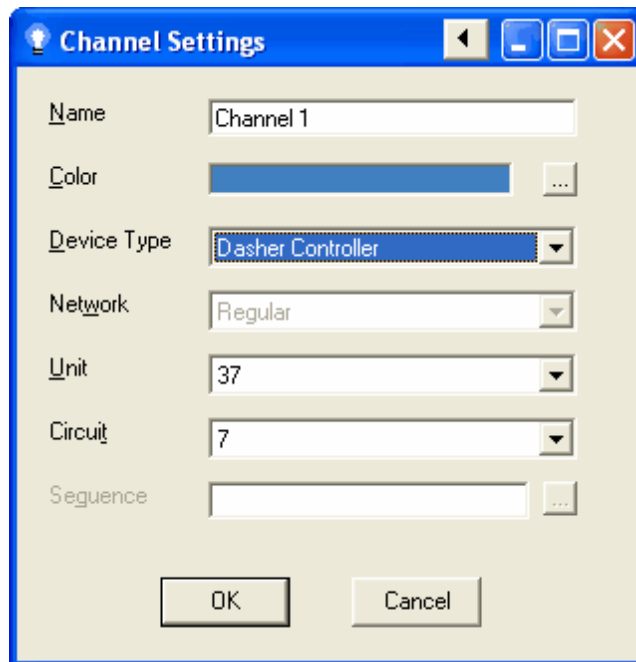 Channel Settings
Name Channel 1
Color ...
Device Type Dasher Controller
Network Regular
Unit 37
Circuit 7
Sequence ...
OK Cancel